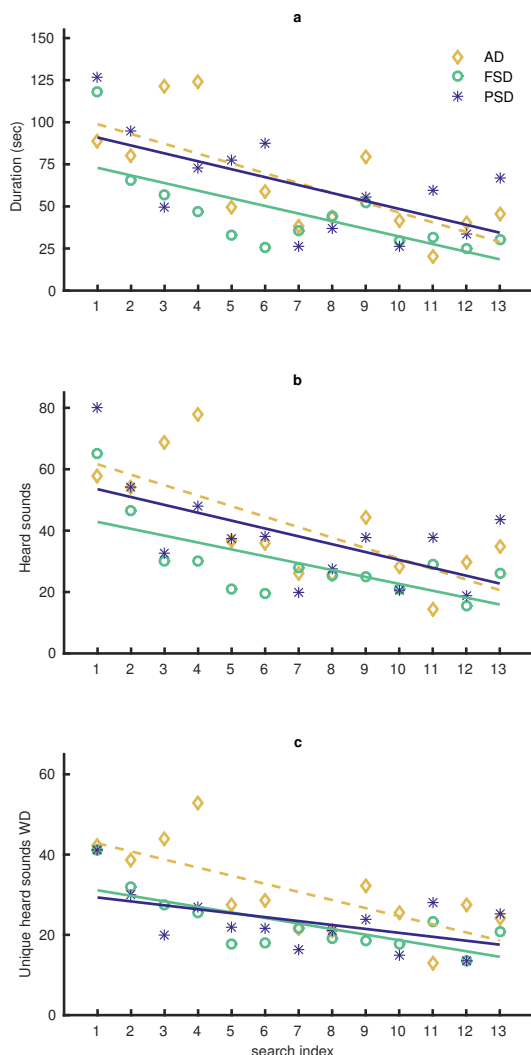 a
150
125
100
75
50
25
0
Duration (sec)
AD
FSD
PSD
1 2 3 4 5 6 7 8 9 10 11 12 13
b
80
60
40
20
0
Heard sounds
1 2 3 4 5 6 7 8 9 10 11 12 13
c
60
40
20
0
Unique heard sounds WD
1 2 3 4 5 6 7 8 9 10 11 12 13
search index